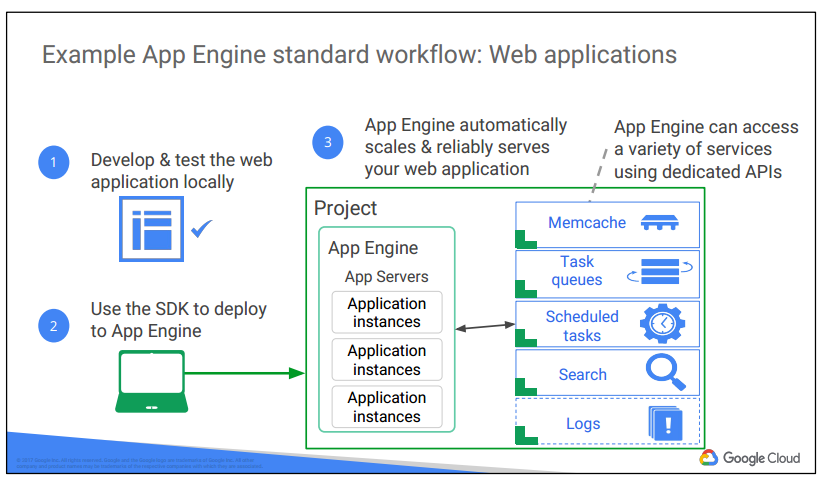 Example App Engine standard workflow: Web applications
1
Develop & test the web
application locally
2
Use the SDK to deploy
to App Engine
3
App Engine automatically
scales & reliably serves
your web application
App Engine can access
a variety of services
using dedicated APIs
Project
App Engine
App Servers
Application
instances
Application
instances
Application
instances
Memcache
Task
queues
Scheduled
tasks
Search
Logs
!
Google Cloud